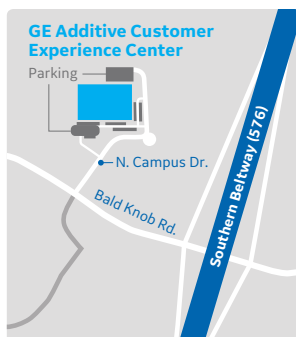 GE Additive Customer
Experience Center
Parking
N. Campus Dr.
Bald Knob Rd.
Southern Beltway (576)